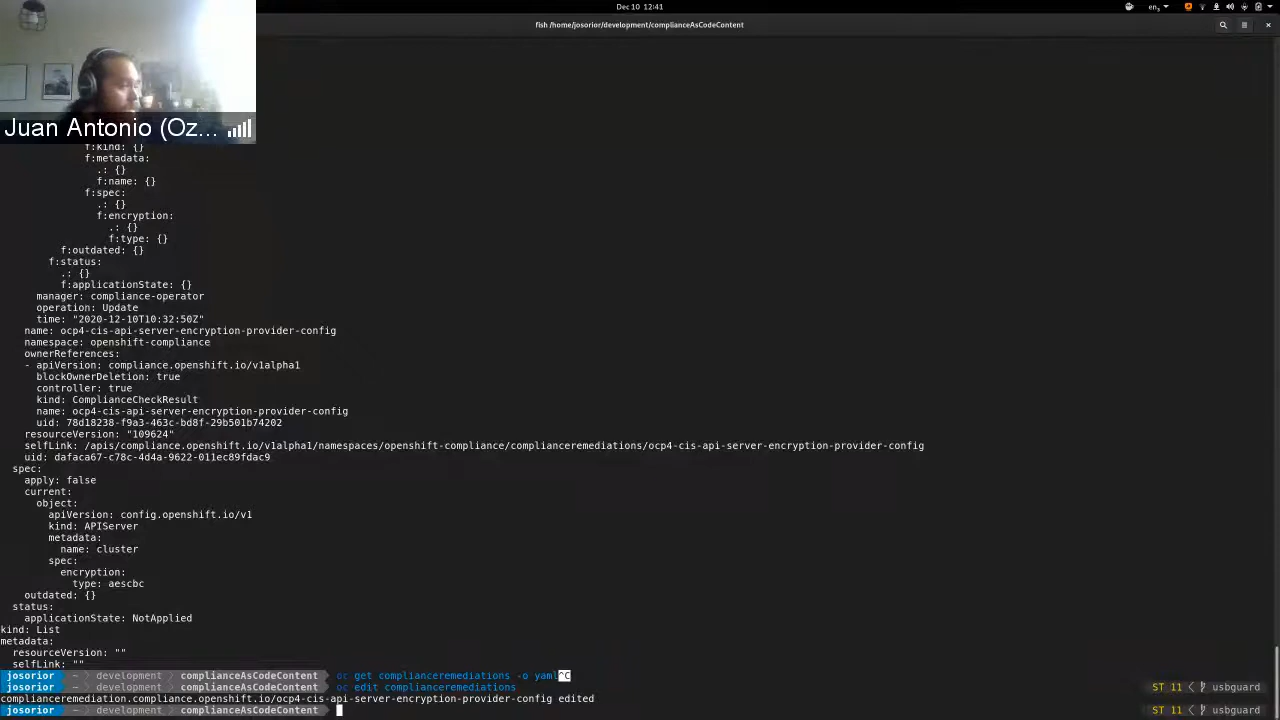 Dec 10 12:41
en₃
fish /home/josorior/development/complianceAsCodeContent
Juan Antonio (Oz...
f:kind: {}
f:metadata:
.: {}
f:name: {}
f:spec:
.: {}
f:encryption:
.: {}
f:type: {}
f:outdated: {}
f:status:
.: {}
f:applicationState: {}
manager: compliance-operator
operation: Update
time: "2020-12-10T10:32:50Z"
name: ocp4-cis-api-server-encryption-provider-config
namespace: openshift-compliance
ownerReferences:
- apiVersion: compliance.openshift.io/v1alpha1
blockOwnerDeletion: true
controller: true
kind: ComplianceCheckResult
name: ocp4-cis-api-server-encryption-provider-config
uid: 78d18238-f9a3-463c-bd8f-29b501b74202
resourceVersion: "109624"
selfLink: /apis/compliance.openshift.io/v1alpha1/namespaces/openshift-compliance/complianceremediations/ocp4-cis-api-server-encryption-provider-config
uid: dafaca67-c78c-4d4a-9622-011ec89fdac9
spec:
apply: false
current:
object:
apiVersion: config.openshift.io/v1
kind: APIServer
metadata:
name: cluster
spec:
encryption:
type: aescbc
outdated: {}
status:
applicationState: NotApplied
kind: List
metadata:
resourceVersion: ""
selfLink: ""
josorior ~ development complianceAsCodeContent oc get complianceremediations -o yaml^C
josorior ~ development complianceAsCodeContent oc edit complianceremediations ST 11 usbguard
complianceremediation.compliance.openshift.io/ocp4-cis-api-server-encryption-provider-config edited
josorior ~ development complianceAsCodeContent ST 11 usbguard